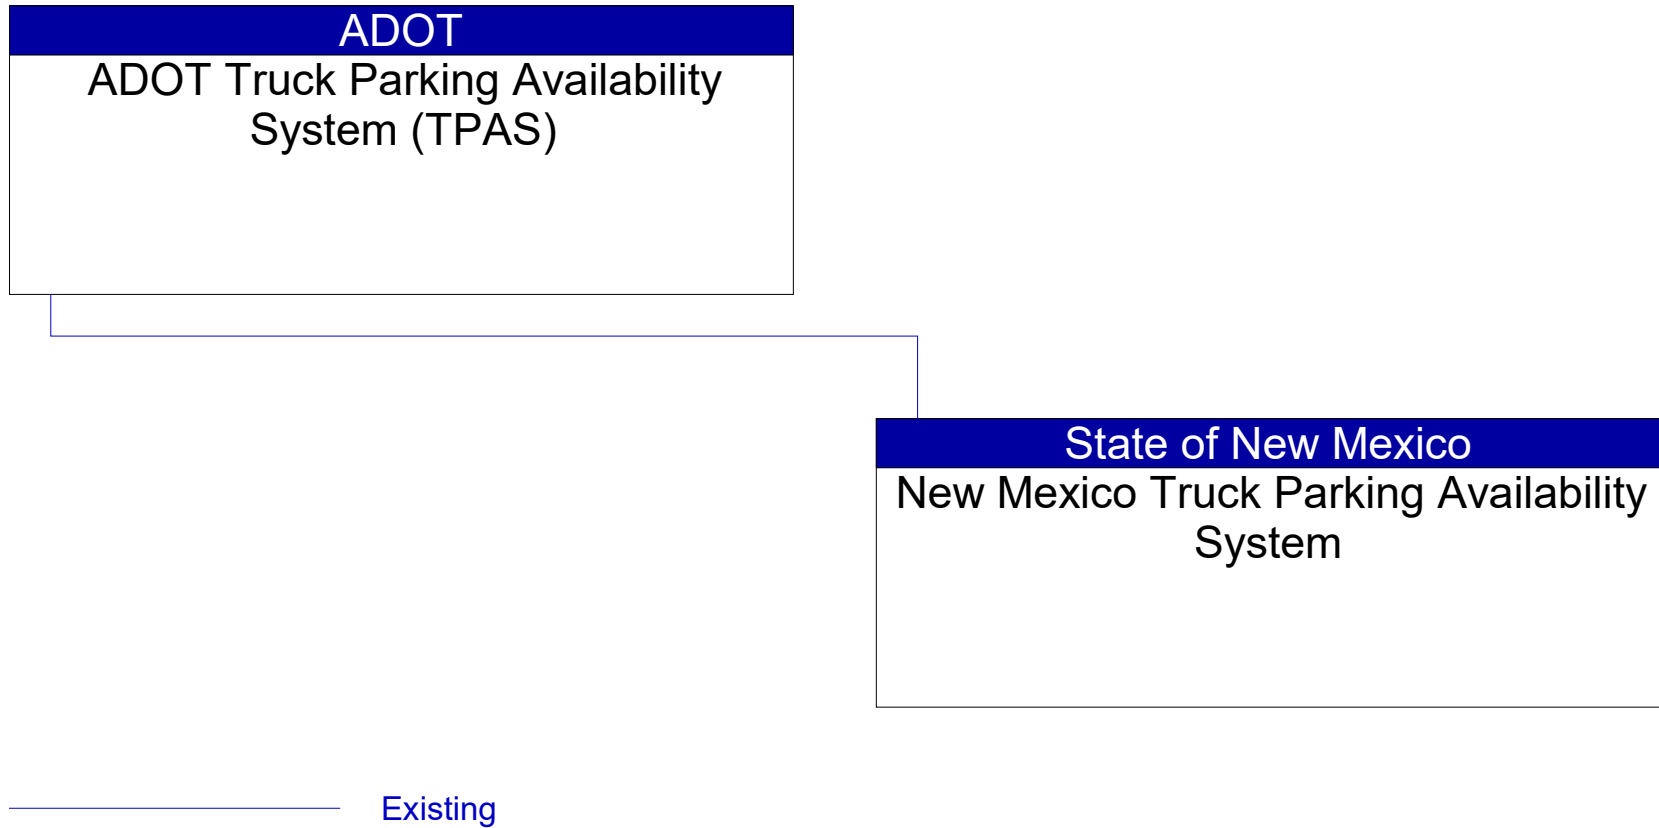 ADOT
ADOT Truck Parking Availability
System (TPAS)
State of New Mexico
New Mexico Truck Parking Availability
System
Existing